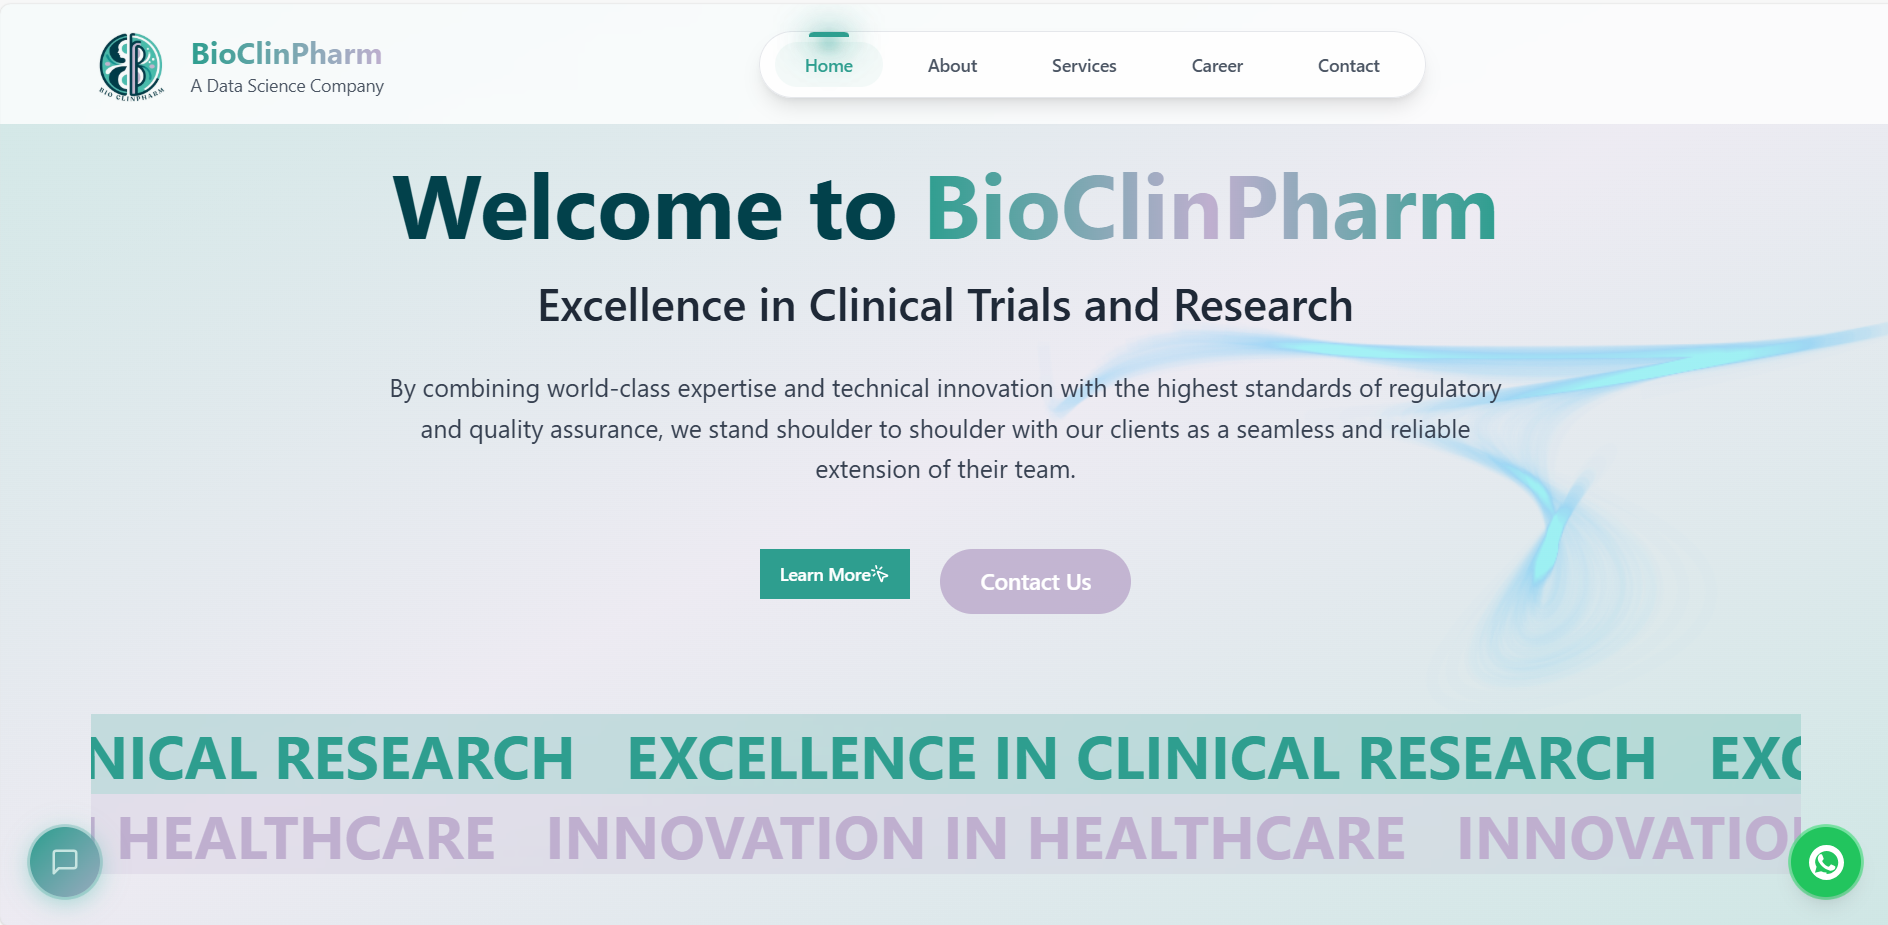 BioClinPharm
A Data Science Company
BIO CLINPHARM
Home
About
Services
Career
Contact
Welcome to BioClinPharm
Excellence in Clinical Trials and Research
By combining world-class expertise and technical innovation with the highest standards of regulatory
and quality assurance, we stand shoulder to shoulder with our clients as a seamless and reliable
extension of their team.
Learn More
Contact Us
NICAL RESEARCH EXCELLENCE IN CLINICAL RESEARCH EXC
HEALTHCARE INNOVATION IN HEALTHCARE INNOVATIO